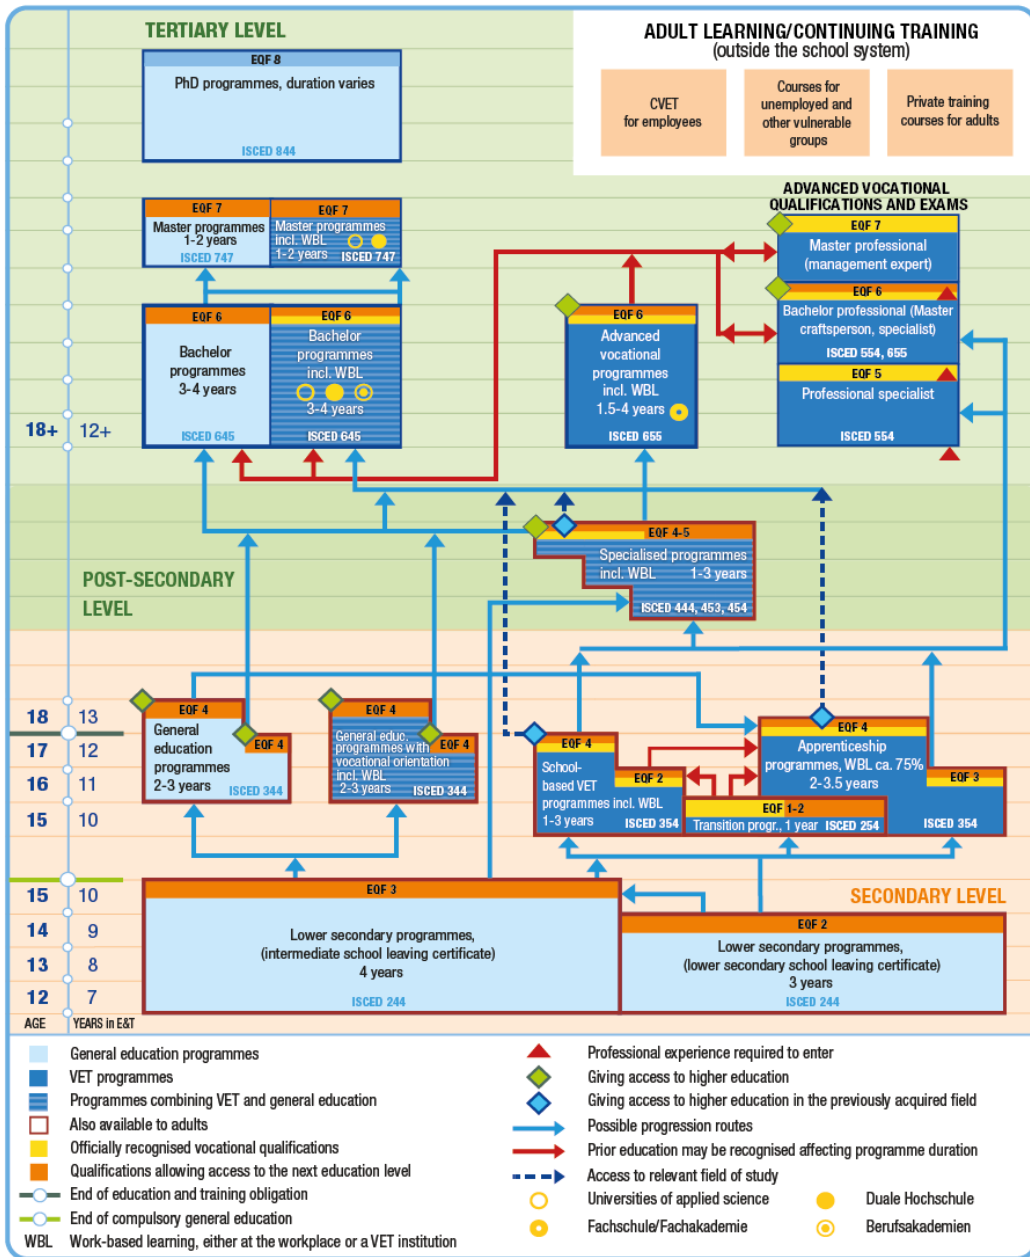 TERTIARY LEVEL
EQF 8
PhD programmes, duration varies
ISCED 844
ADULT LEARNING/CONTINUING TRAINING
(outside the school system)
CVET
for employees
Courses for
unemployed and
other vulnerable
groups
Private training
courses for adults
EQF 7
Master programmes
1-2 years
ISCED 747
EQF 7
Master programmes
incl. WBL
1-2 years ISCED 747
ADVANCED VOCATIONAL
QUALIFICATIONS AND EXAMS
EQF 7
Master professional
(management expert)
EQF 6
Bachelor professional (Master
craftsperson, specialist)
ISCED 554, 655
EQF 5
Professional specialist
ISCED 554
EQF 6
Bachelor
programmes
3-4 years
ISCED 645
EQF 6
Bachelor
programmes
incl. WBL
3-4 years
ISCED 645
EQF 6
Advanced
vocational
programmes
incl. WBL
1.5-4 years
ISCED 655
18+ 12+
POST-SECONDARY
LEVEL
EQF 4-5
Specialised programmes
incl. WBL 1-3 years
ISCED 444, 453, 454
18 13
17 12
16 11
15 10
EQF 4
General
education
programmes
2-3 years
EQF 4
ISCED 344
EQF 4
General educ.
programmes with
vocational orientation
incl. WBL
2-3 years
EQF 4
ISCED 344
EQF 4
School-
based VET
programmes incl. WBL
1-3 years
EQF 2
ISCED 354
EQF 1-2
Transition progr., 1 year ISCED 254
EQF 4
Apprenticeship
programmes, WBL ca. 75%
2-3.5 years
EQF 3
ISCED 354
SECONDARY LEVEL
15 10
14 9
13 8
12 7
AGE YEARS in E&T
EQF 3
Lower secondary programmes,
(intermediate school leaving certificate)
4 years
ISCED 244
EQF 2
Lower secondary programmes,
(lower secondary school leaving certificate)
3 years
ISCED 244
General education programmes
VET programmes
Programmes combining VET and general education
Also available to adults
Officially recognised vocational qualifications
Qualifications allowing access to the next education level
End of education and training obligation
End of compulsory general education
WBL Work-based learning, either at the workplace or a VET institution
Professional experience required to enter
Giving access to higher education
Giving access to higher education in the previously acquired field
Possible progression routes
Prior education may be recognised affecting programme duration
Access to relevant field of study
Universities of applied science
Duale Hochschule
Fachschule/Fachakademie
Berufsakademien